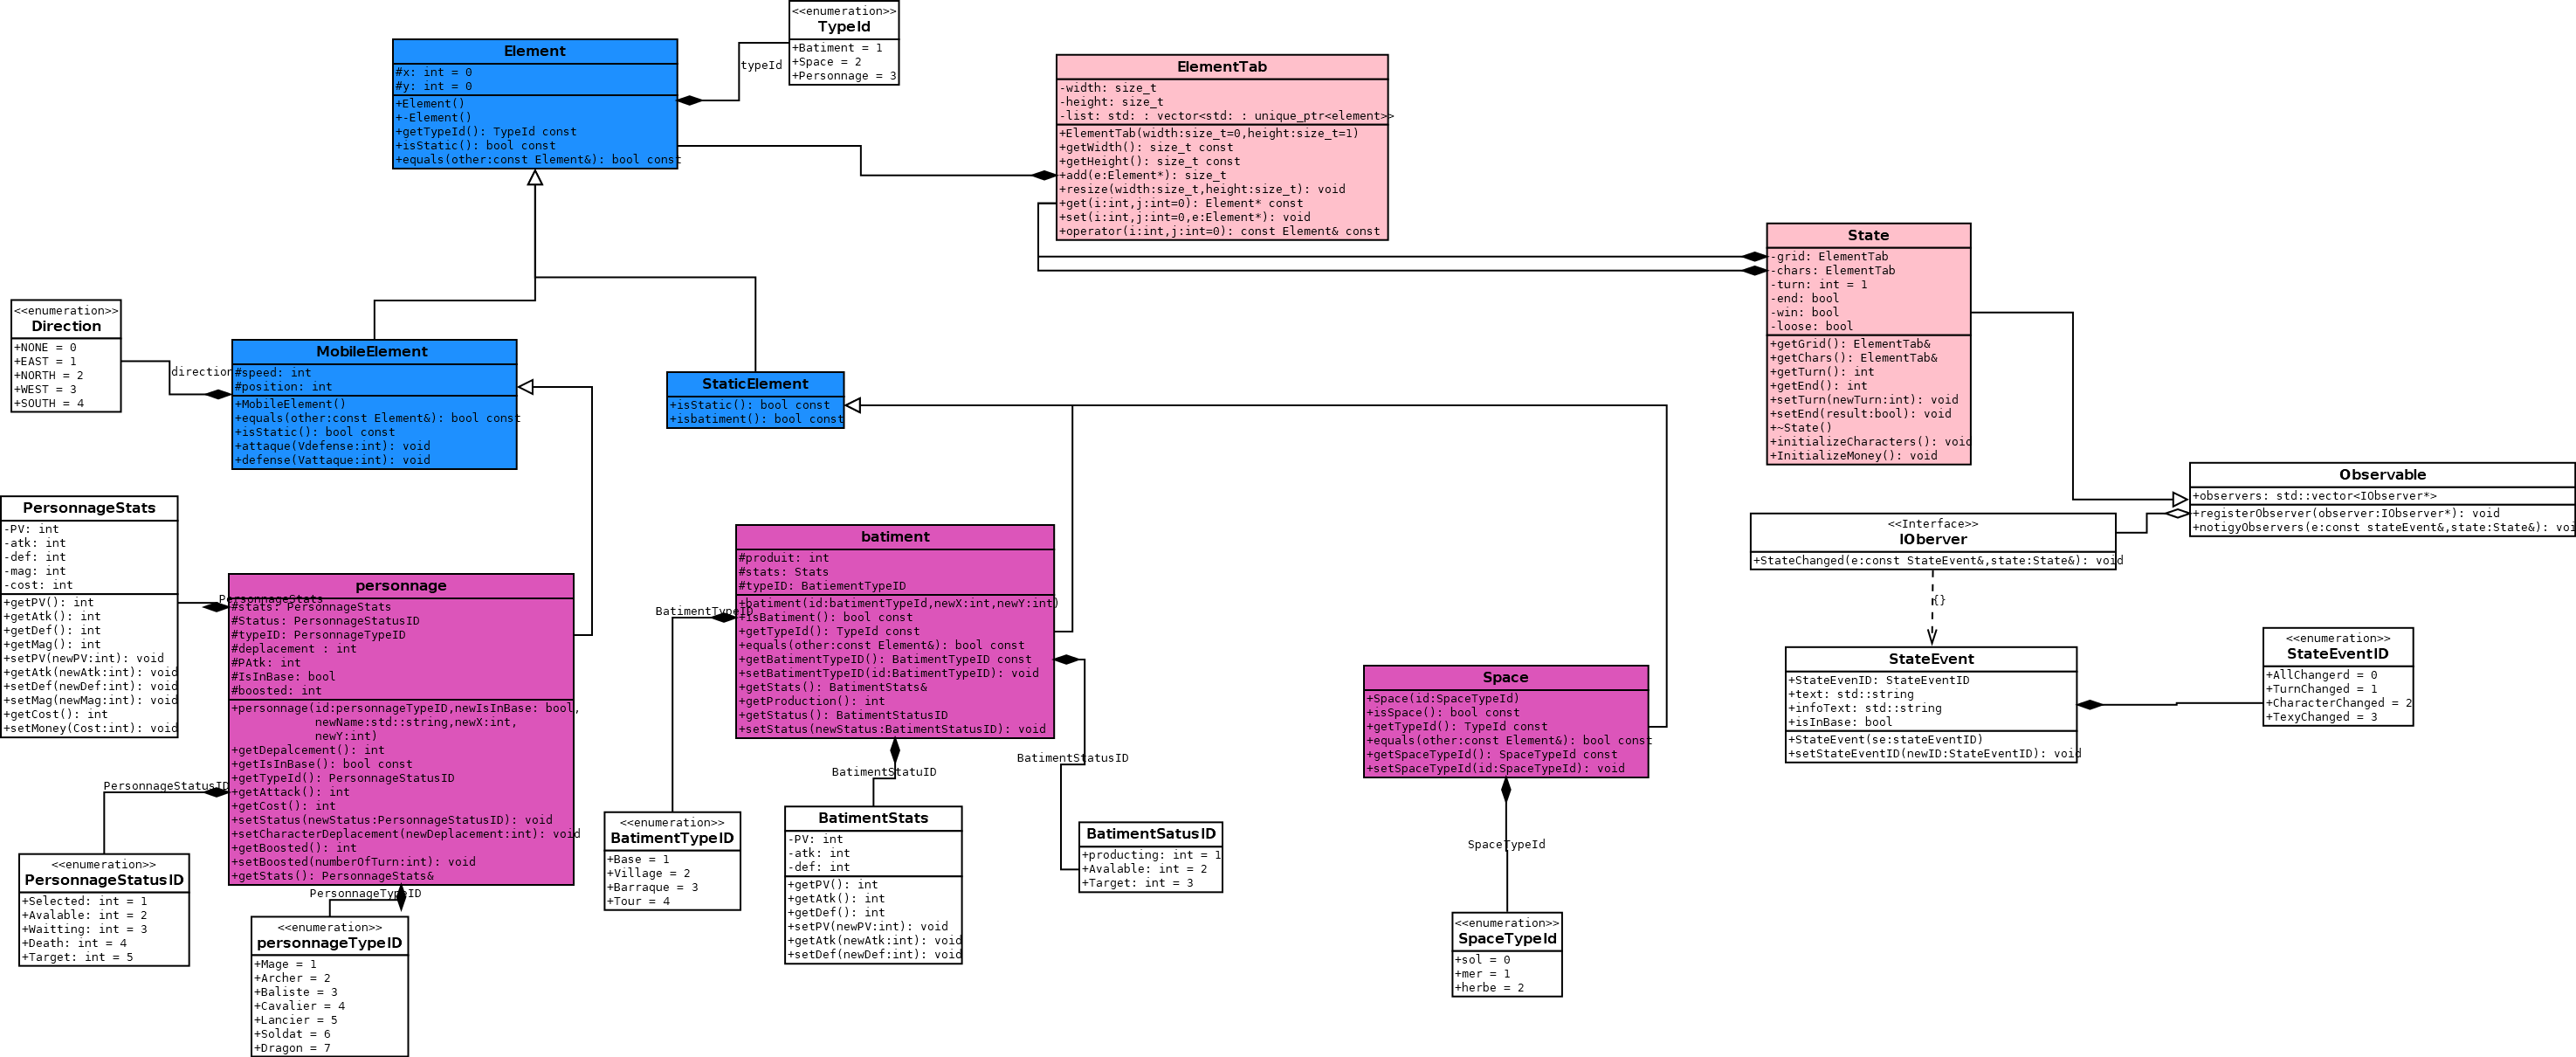 <<enumeration>>
TypeId
+Batiment = 1
+Space = 2
+Personnage = 3
typeId
Element
#x: int = 0
#y: int = 0
+Element()
+-Element()
+getTypeId(): TypeId const
+isStatic(): bool const
+equals(other:const Element&): bool const
ElementTab
-width: size_t
-height: size_t
-list: std: : vector<std: : unique_ptr<element>>
+ElementTab(width:size_t=0,height:size_t=1)
+getWidth(): size_t const
+getHeight(): size_t const
+add(e:Element*): size_t
+resize(width:size_t,height:size_t): void
+get(i:int,j:int=0): Element* const
+set(i:int,j:int=0,e:Element*): void
+operator(i:int,j:int=0): const Element& const
State
-grid: ElementTab
-chars: ElementTab
-turn: int = 1
-end: bool
-win: bool
-loose: bool
+getGrid(): ElementTab&
+getChars(): ElementTab&
+getTurn(): int
+getEnd(): int
+setTurn(newTurn:int): void
+setEnd(result:bool): void
+~State()
+initializeCharacters(): void
+InitializeMoney(): void
<<enumeration>>
Direction
+NONE = 0
+EAST = 1
+NORTH = 2
+WEST = 3
+SOUTH = 4
direction
MobileElement
#speed: int
#position: int
+MobileElement()
+equals(other:const Element&): bool const
+isStatic(): bool const
+attaque(Vdefense:int): void
+defense(Vattaque:int): void
StaticElement
+isStatic(): bool const
+isbatiment(): bool const
Observable
+observers: std::vector<IObserver*>
+registerObserver(observer:IObserver*): void
+notigyObservers(e:const stateEvent&,state:State&): voi
<<Interface>>
IOberver
+StateChanged(e:const StateEvent&,state:State&): void
{}
StateEvent
+StateEvenID: StateEventID
+text: std::string
+infoText: std::string
+isInBase: bool
+StateEvent(se:stateEventID)
+setStateEventID(newID:StateEventID): void
<<enumeration>>
StateEventID
+AllChangerd = 0
+TurnChanged = 1
+CharacterChanged = 2
+TexyChanged = 3
PersonnageStats
-PV: int
-atk: int
-def: int
-mag: int
-cost: int
+getPV(): int
+getAtk(): int
+getDef(): int
+getMag(): int
+setPV(newPV:int): void
+getAtk(newAtk:int): void
+setDef(newDef:int): void
+setMag(newMag:int): void
+getCost(): int
+setMoney(Cost:int): void
PersonnageStats
personnage
#stats: PersonnageStats
#Status: PersonnageStatusID
#typeID: PersonnageTypeID
#deplacement : int
#PAtk: int
#IsInBase: bool
#boosted: int
+personnage(id:personnageTypeID,newIsInBase: bool,
newName:std::string,newX:int,
newY:int)
+getDepalcement(): int
+getIsInBase(): bool const
+getTypeId(): PersonnageStatusID
+getAttack(): int
+getCost(): int
+setStatus(newStatus:PersonnageStatusID): void
+setCharacterDeplacement(newDeplacement:int): void
+getBoosted(): int
+setBoosted(numberOfTurn:int): void
+getStats(): PersonnageStats&
PersonnageStatusID
<<enumeration>>
PersonnageStatusID
+Selected: int = 1
+Avalable: int = 2
+Waitting: int = 3
+Death: int = 4
+Target: int = 5
PersonnageTypeID
<<enumeration>>
personnageTypeID
+Mage = 1
+Archer = 2
+Baliste = 3
+Cavalier = 4
+Lancier = 5
+Soldat = 6
+Dragon = 7
batiment
#produit: int
#stats: Stats
#typeID: BatiementTypeID
+batiment(id:batimentTypeId,newX:int,newY:int)
+isBatiment(): bool const
+getTypeId(): TypeId const
+equals(other:const Element&): bool const
+getBatimentTypeID(): BatimentTypeID const
+setBatimentTypeID(id:BatimentTypeID): void
+getStats(): BatimentStats&
+getProduction(): int
+getStatus(): BatimentStatusID
+setStatus(newStatus:BatimentStatusID): void
BatimentTypeID
<<enumeration>>
BatimentTypeID
+Base = 1
+Village = 2
+Barraque = 3
+Tour = 4
BatimentStatuID
BatimentStats
-PV: int
-atk: int
-def: int
+getPV(): int
+getAtk(): int
+getDef(): int
+setPV(newPV:int): void
+getAtk(newAtk:int): void
+setDef(newDef:int): void
BatimentStatusID
BatimentSatusID
+producting: int = 1
+Avalable: int = 2
+Target: int = 3
Space
+Space(id:SpaceTypeId)
+isSpace(): bool const
+getTypeId(): TypeId const
+equals(other:const Element&): bool const
+getSpaceTypeId(): SpaceTypeId const
+setSpaceTypeId(id:SpaceTypeId): void
SpaceTypeId
<<enumeration>>
SpaceTypeId
+sol = 0
+mer = 1
+herbe = 2